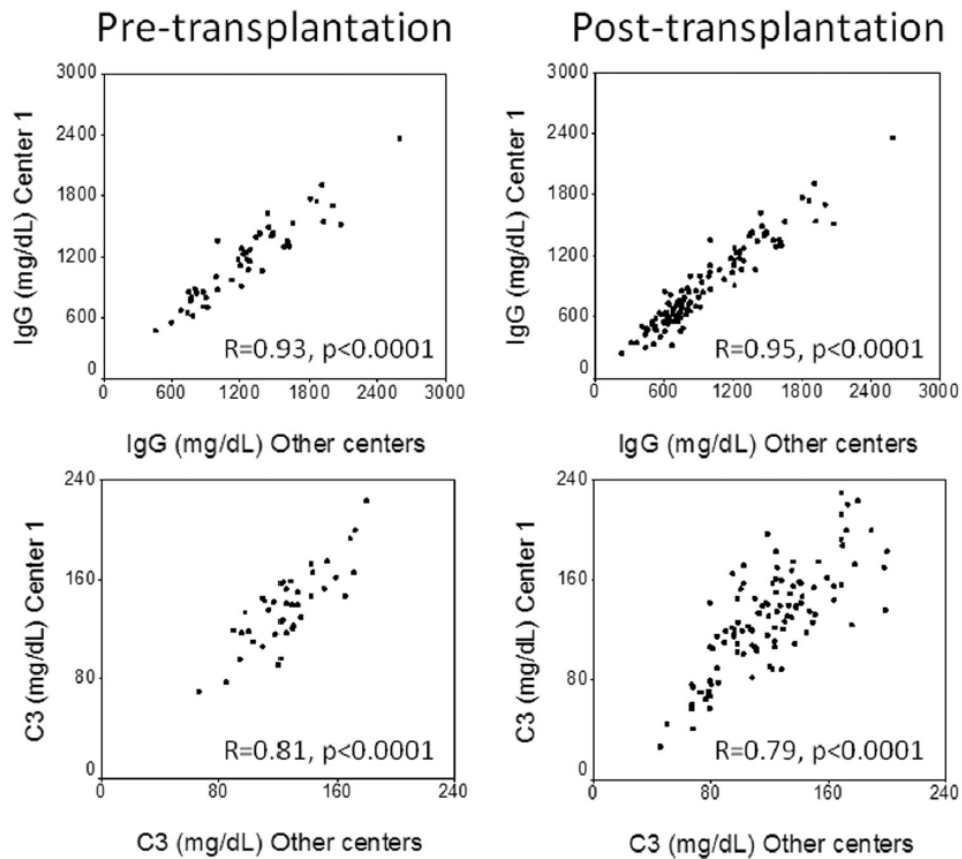 Pre-transplantation
Post-transplantation
3000
2400
1800
1200
600
0
IgG (mg/dL) Center 1
R=0.93, p<0.0001
0 600 1200 1800 2400 3000
IgG (mg/dL) Other centers
3000
2400
1800
1200
600
0
IgG (mg/dL) Center 1
R=0.95, p<0.0001
0 600 1200 1800 2400 3000
IgG (mg/dL) Other centers
240
160
80
0
C3 (mg/dL) Center 1
R=0.81, p<0.0001
0 80 160 240
C3 (mg/dL) Other centers
240
160
80
0
C3 (mg/dL) Center 1
R=0.79, p<0.0001
0 80 160 240
C3 (mg/dL) Other centers